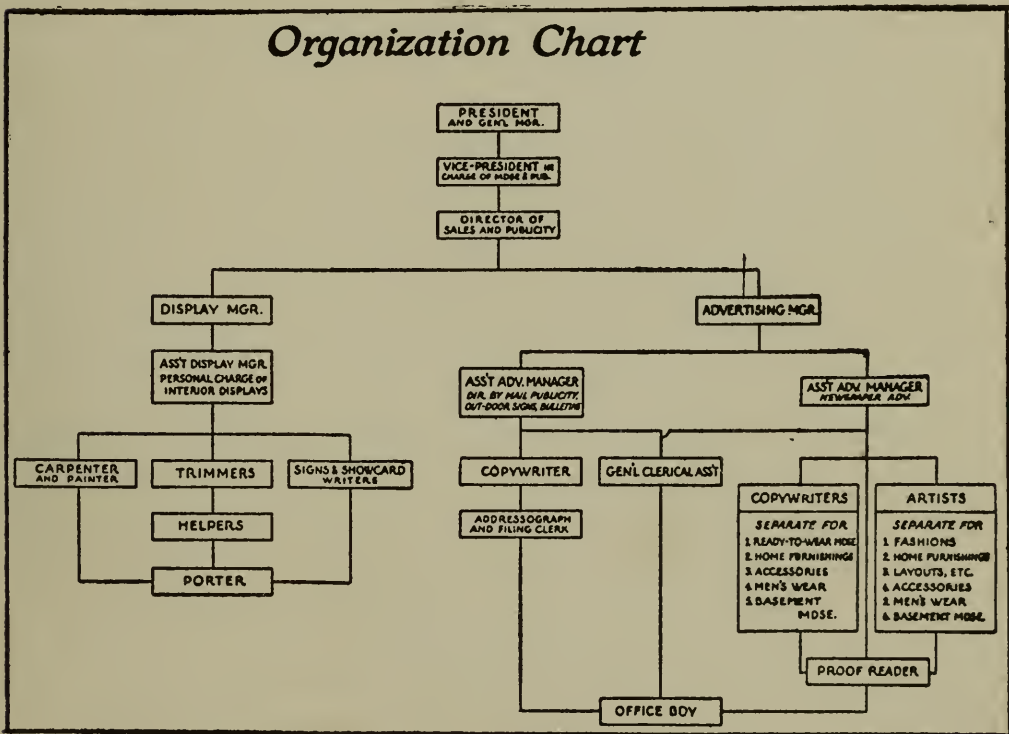 Organization Chart
PRESIDENT
AND GEN'L MGR.
VICE-PRESIDENT IN
CHARGE OF MDSE & PUB.
DIRECTOR OF
SALES AND PUBLICITY
DISPLAY MGR.
ADVERTISING MGR.
ASS'T DISPLAY MGR.
PERSONAL CHARGE OF
INTERIOR DISPLAYS
ASS'T ADV. MANAGER
DIR. BY MAIL PUBLICITY,
OUT-DOOR SIGNS, BULLETINS
ASS'T ADV. MANAGER
NEWSPAPER ADV.
CARPENTER
AND PAINTER
TRIMMERS
SIGNS & SHOWCARD
WRITERS
COPYWRITER
GEN'L CLERICAL ASS'T
HELPERS
ADDRESSOGRAPH
AND FILING CLERK
PORTER
COPYWRITERS
SEPARATE FOR
1. READY-TO-WEAR MDSE
2. HOME FURNISHINGS
3. ACCESSORIES
4. MEN'S WEAR
5. BASEMENT
MDSE.
ARTISTS
SEPARATE FOR
1. FASHIONS
2. HOME FURNISHINGS
3. LAYOUTS, ETC.
4. ACCESSORIES
5. MEN'S WEAR
6. BASEMENT MDSE.
PROOF READER
OFFICE BOY